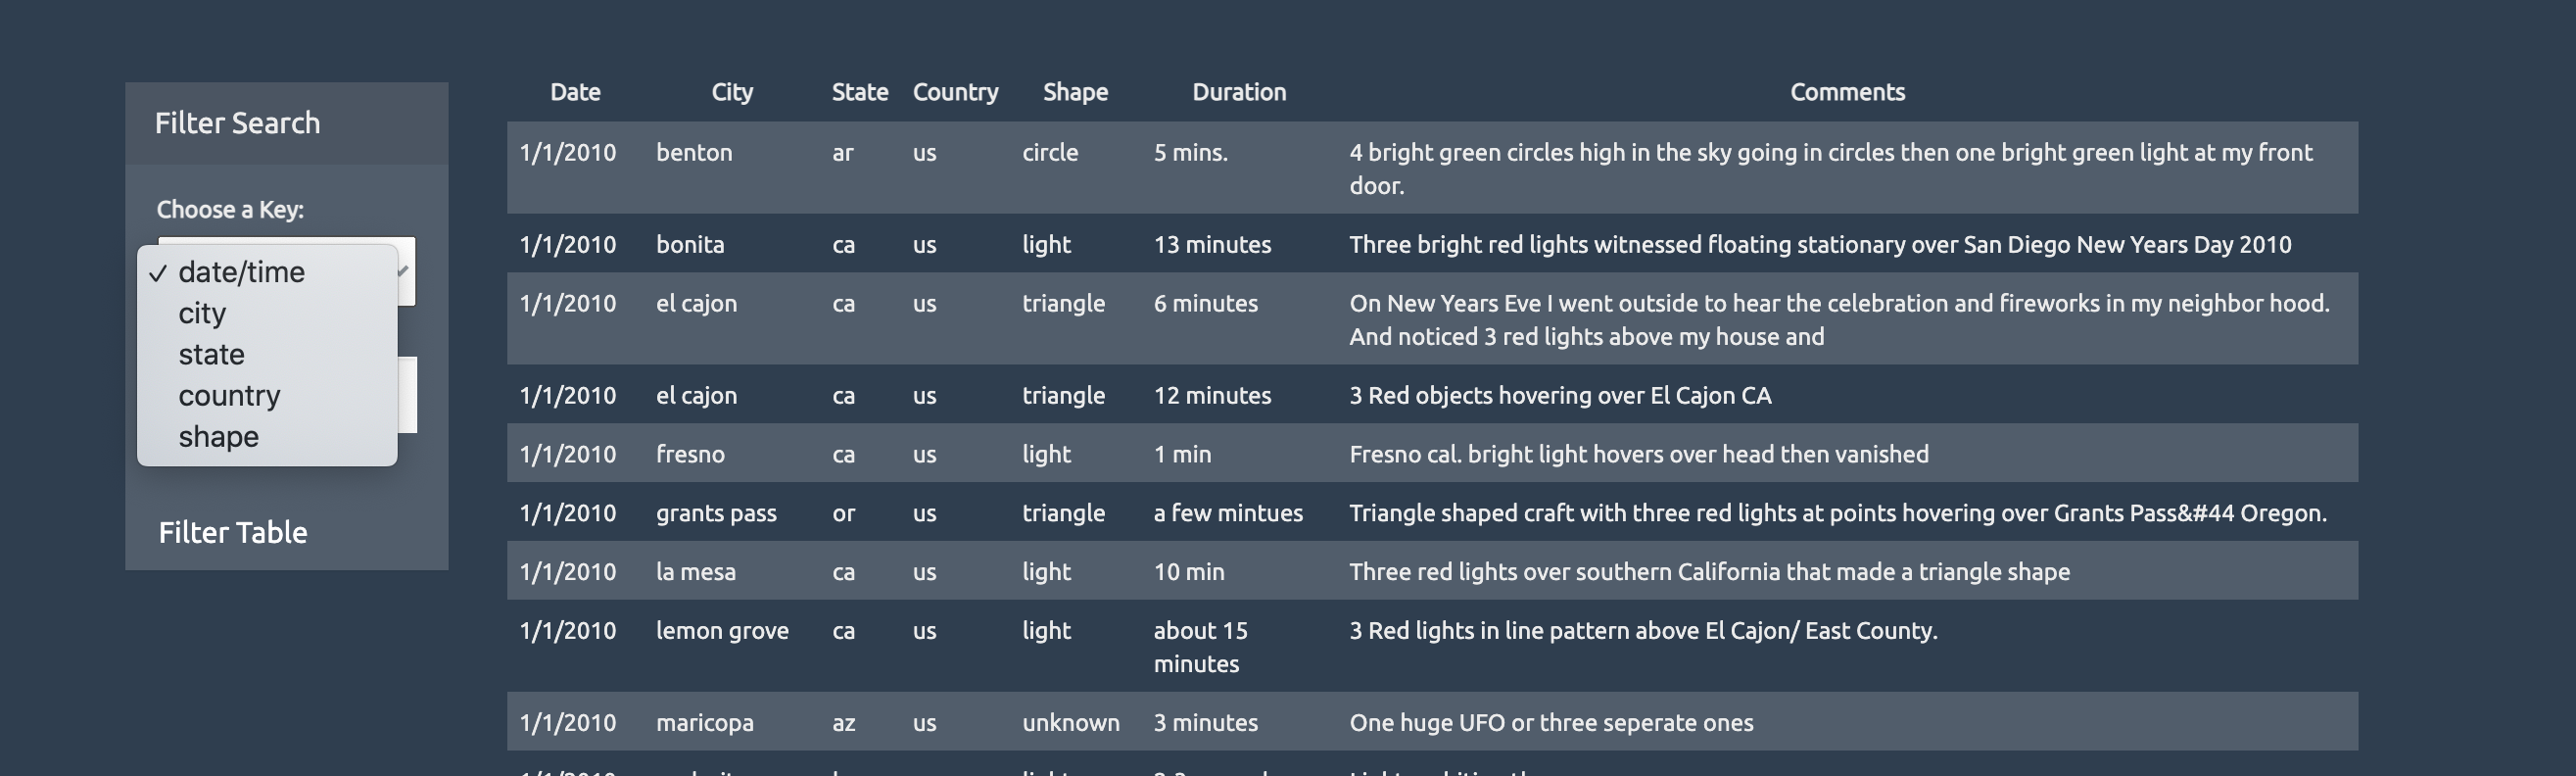 Filter Search
Choose a Key:
✓ date/time
city
state
country
shape
Filter Table
Date City State Country Shape Duration Comments
1/1/2010 benton ar us circle 5 mins. 4 bright green circles high in the sky going in circles then one bright green light at my front
door.
1/1/2010 bonita ca us light 13 minutes Three bright red lights witnessed floating stationary over San Diego New Years Day 2010
1/1/2010 el cajon ca us triangle 6 minutes On New Years Eve I went outside to hear the celebration and fireworks in my neighbor hood.
And noticed 3 red lights above my house and
1/1/2010 el cajon ca us triangle 12 minutes 3 Red objects hovering over El Cajon CA
1/1/2010 fresno ca us light 1 min Fresno cal. bright light hovers over head then vanished
1/1/2010 grants pass or us triangle a few mintues Triangle shaped craft with three red lights at points hovering over Grants Pass&#44 Oregon.
1/1/2010 la mesa ca us light 10 min Three red lights over southern California that made a triangle shape
1/1/2010 lemon grove ca us light about 15 3 Red lights in line pattern above El Cajon/ East County.
minutes
1/1/2010 maricopa az us unknown 3 minutes One huge UFO or three seperate ones